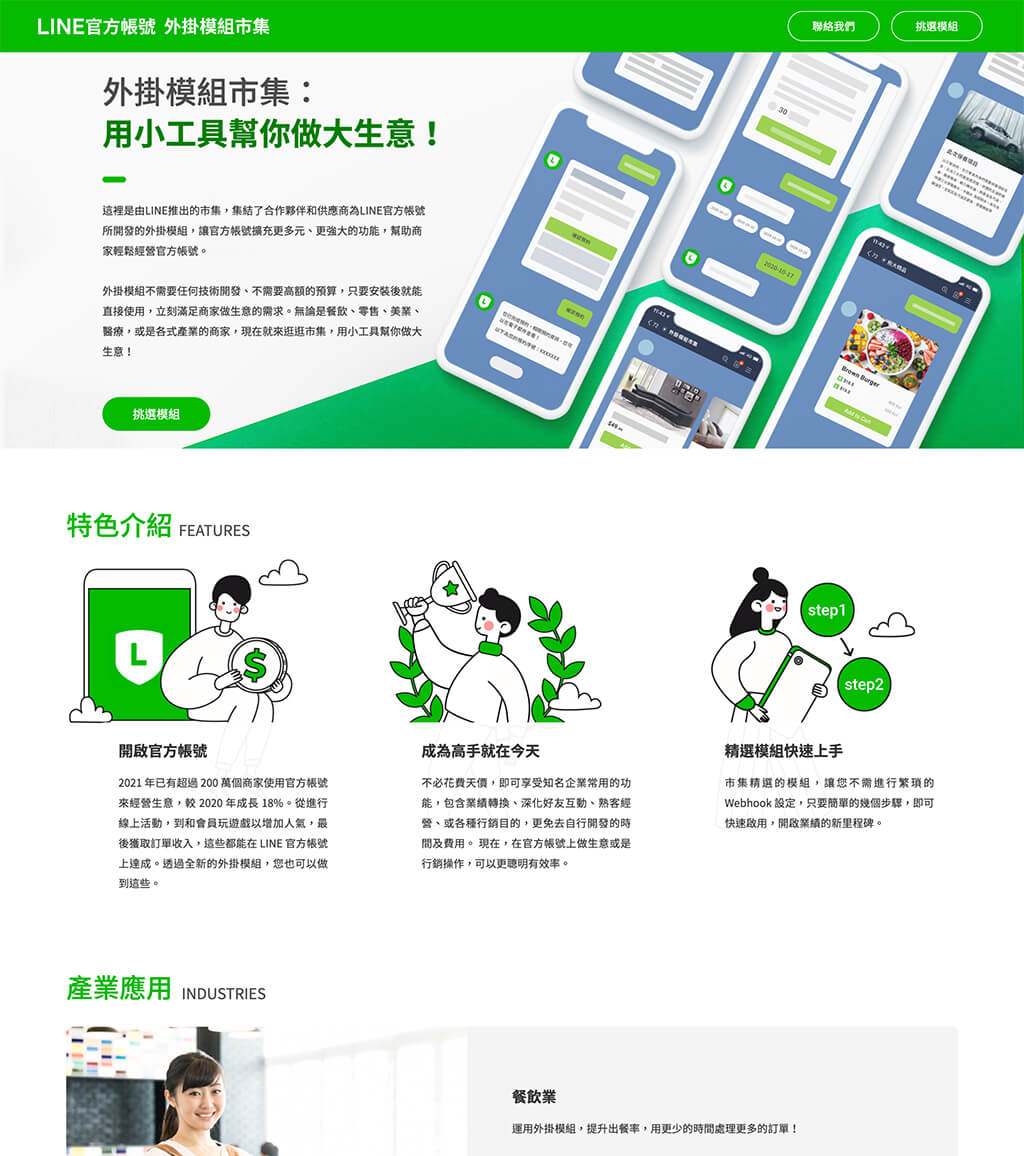 LINE官方帳號 外掛模組市集
聯絡我們
挑選模組
外掛模組市集：
用小工具幫你做大生意！
這裡是由LINE推出的市集，集結了合作夥伴和供應商為LINE官方帳號
所開發的外掛模組，讓官方帳號擴充更多元、更強大的功能，幫助商
家輕鬆經營官方帳號。
外掛模組不需要任何技術開發、不需要高額的預算，只要安裝後就能
直接使用，立刻滿足商家做生意的需求。無論是餐飲、零售、美業、
醫療，或是各式產業的商家，現在就來逛逛市集，用小工具幫你做大
生意！
挑選模組
30
2020-10-17
11:43
外掛模組市集
$49
11:43
Brown Burger
Add to Cart
特色介紹 FEATURES
L
$
step1
step2
開啟官方帳號
2021 年已有超過 200 萬個商家使用官方帳號
來經營生意，較 2020 年成長 18%。從進行
線上活動，到和會員玩遊戲以增加人氣，最
後獲取訂單收入，這些都能在 LINE 官方帳號
上達成。透過全新的外掛模組，您也可以做
到這些。
成為高手就在今天
不必花費天價，即可享受知名企業常用的功
能，包含業績轉換、深化好友互動、熟客經
營、或各種行銷目的，更免去自行開發的時
間及費用。 現在，在官方帳號上做生意或是
行銷操作，可以更聰明有效率。
精選模組快速上手
市集精選的模組，讓您不需進行繁瑣的
Webhook 設定，只要簡單的幾個步驟，即可
快速啟用，開啟業績的新里程碑。
產業應用 INDUSTRIES
餐飲業
運用外掛模組，提升出餐率，用更少的時間處理更多的訂單！